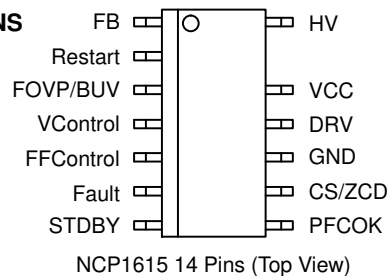 NS
FB HV
Restart
FOVP/BUV VCC
VControl DRV
FFControl GND
Fault CS/ZCD
STDBY PFCOK
NCP1615 14 Pins (Top View)